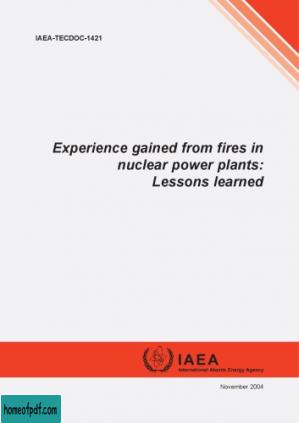 IAEA-TECDOC-1421
Experience gained from fires in
nuclear power plants:
Lessons learned
IAEA
International Atomic Energy Agency
November 2004
homeofpdf.com